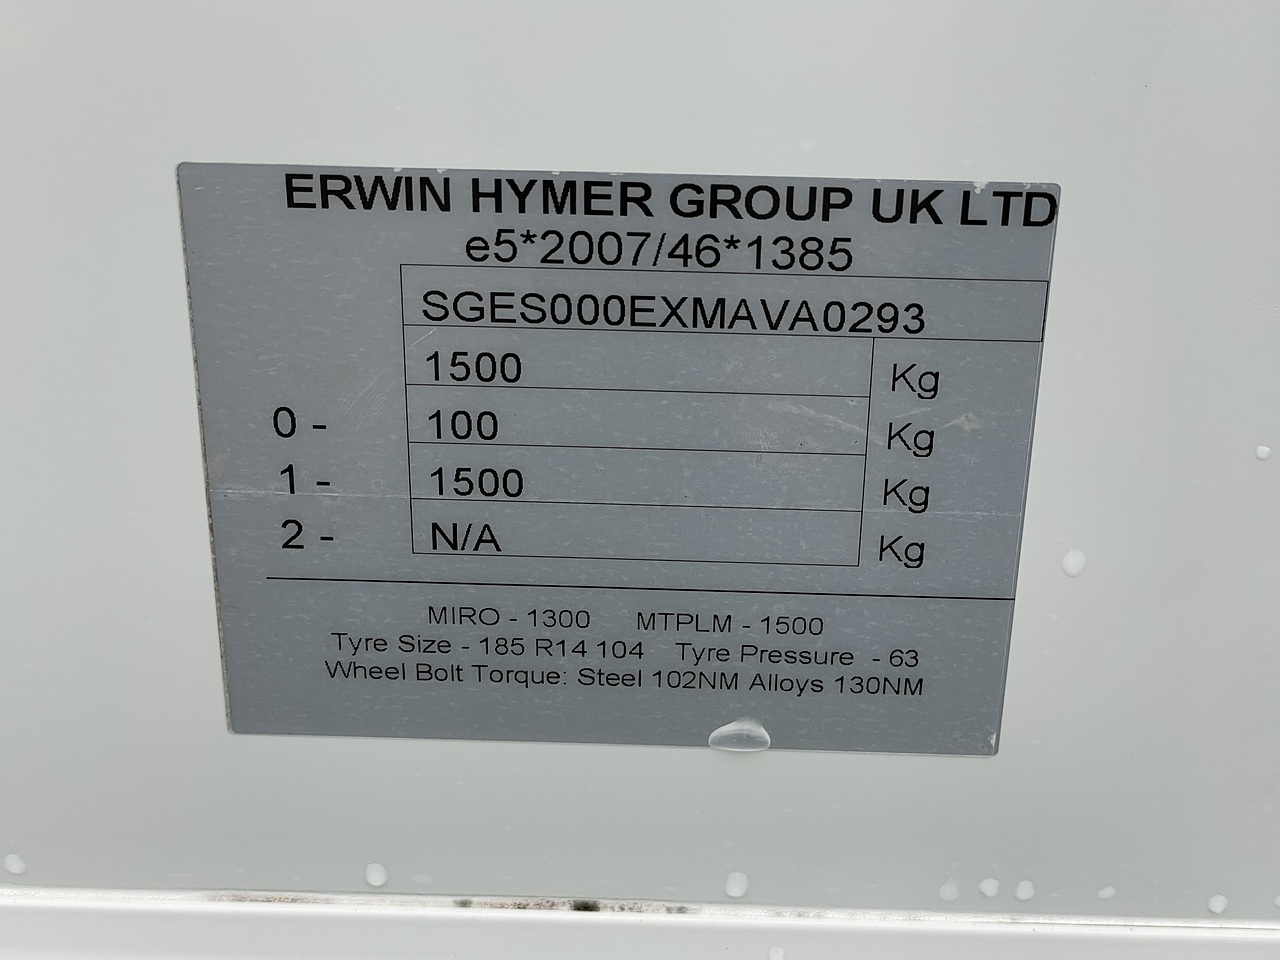 ERWIN HYMER GROUP UK LTD
e5*2007/46*1385
SGES000EXMAVA0293
1500 Kg
0 - 100 Kg
1 - 1500 Kg
2 - N/A Kg
MIRO - 1300 MTPLM - 1500
Tyre Size - 185 R14 104 Tyre Pressure - 63
Wheel Bolt Torque: Steel 102NM Alloys 130NM